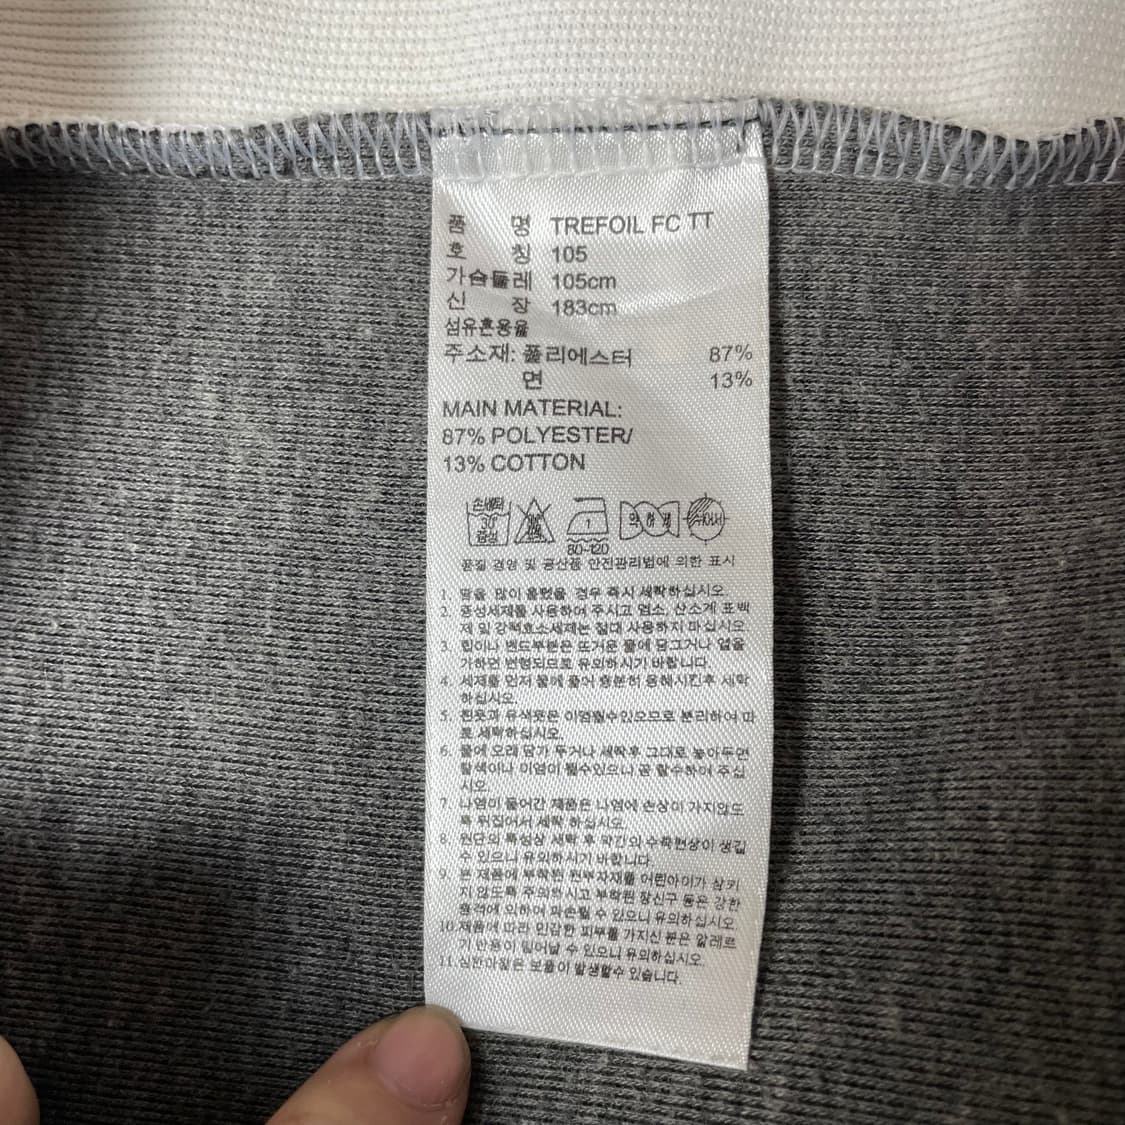 품 명 TREFOIL FC TT
호 칭 105
가슴둘레 105cm
신 장 183cm
섬유혼용율
주소재: 폴리에스터 87%
면 13%
MAIN MATERIAL:
87% POLYESTER/
13% COTTON
손세탁
30˚
중성
1
80~120
약하게
품질 경영 및 공산품 안전관리법에 의한 표시
1. 땀을 많이 흘렸을 경우 즉시 세탁하십시오.
2. 중성세제를 사용하여 주시고 염소, 산소계 표백
제 및 강력효소세제는 절대 사용하지 마십시오
3. 립이나 밴드부분은 뜨거운 물에 담그거나 열을
가하면 변형되므로 유의하시기 바랍니다.
4. 세제를 먼저 물에 풀어 충분히 용해시킨후 세탁
하십시오.
5. 흰옷과 유색옷은 이염될수있으므로 분리하여 따
로 세탁하십시오.
6. 물에 오래 담가 두거나 세탁후 그대로 놓아두면
탈색이나 이염이 될수있으니 곧 탈수하여 주십
시오.
7. 나염이 들어간 제품은 나염에 손상이 가지않도
록 뒤집어서 세탁 하십시오.
8. 원단의 특성상 세탁 후 약간의 수축현상이 생길
수 있으니 유의하시기 바랍니다.
9. 본 제품에 부착된 원부자재를 어린아이가 삼키
지 않도록 주의하시고 부착된 장신구 등은 강한
충격에 의하여 파손될 수 있으니 유의하십시오.
10. 제품에 따라 민감한 피부를 가지신 분은 알레르
기 반응이 일어날 수 있으니 유의하십시오.
11. 심한마찰은 보풀이 발생할수 있습니다.